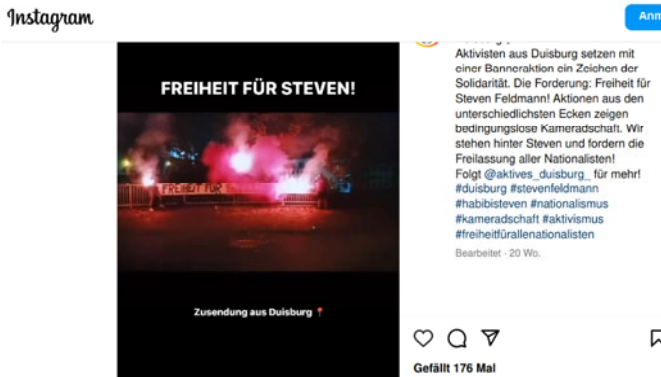 Instagram
FREIHEIT FÜR STEVEN!
FREIHEIT FÜR
Zusendung aus Duisburg
Aktivisten aus Duisburg setzen mit
einer Banneraktion ein Zeichen der
Solidarität. Die Forderung: Freiheit für
Steven Feldmann! Aktionen aus den
unterschiedlichsten Ecken zeigen
bedingungslose Kameradschaft. Wir
stehen hinter Steven und fordern die
Freilassung aller Nationalisten!
Folgt @aktives_duisburg_ für mehr!
#duisburg #stevenfeldmann
#habibisteven #nationalismus
#kameradschaft #aktivismus
#freiheitfürallenationalisten
Bearbeitet · 20 Wo.
Gefällt 176 Mal